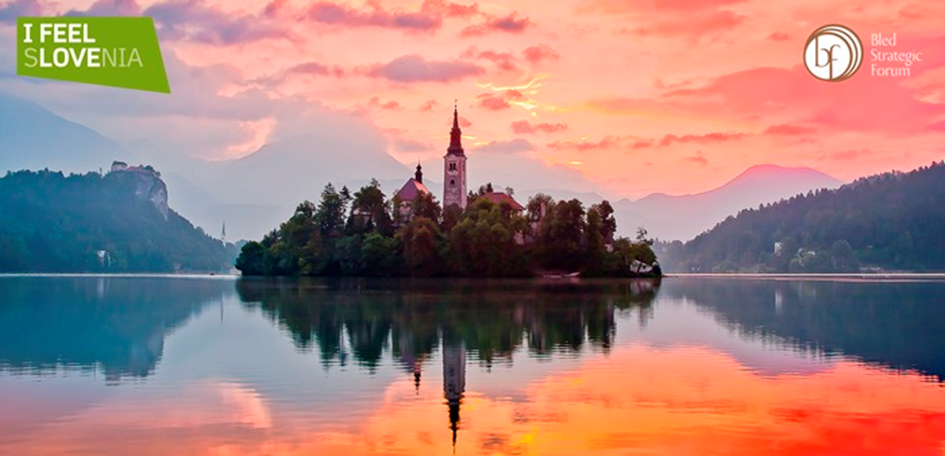 I FEEL
SLOVENIA
bf
Bled
Strategic
Forum